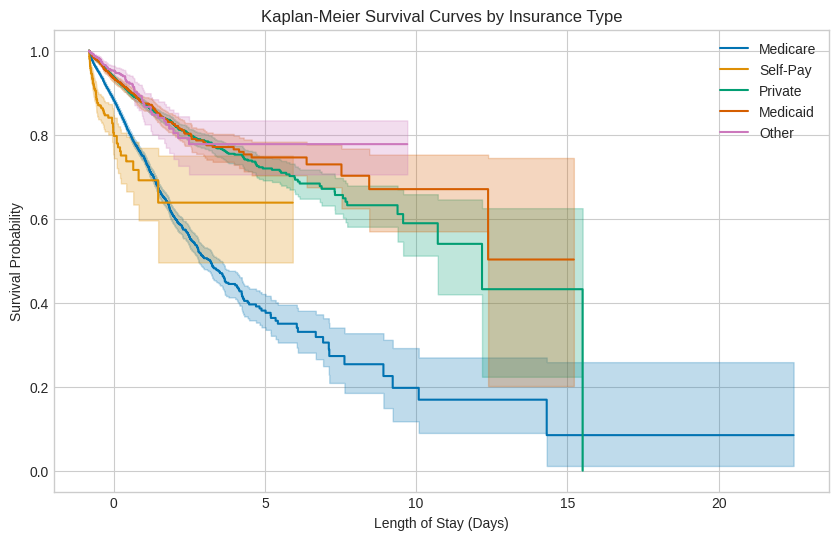 Kaplan-Meier Survival Curves by Insurance Type
Medicare
Self-Pay
Private
Medicaid
Other
Survival Probability
1.0
0.8
0.6
0.4
0.2
0.0
0
5
10
15
20
Length of Stay (Days)